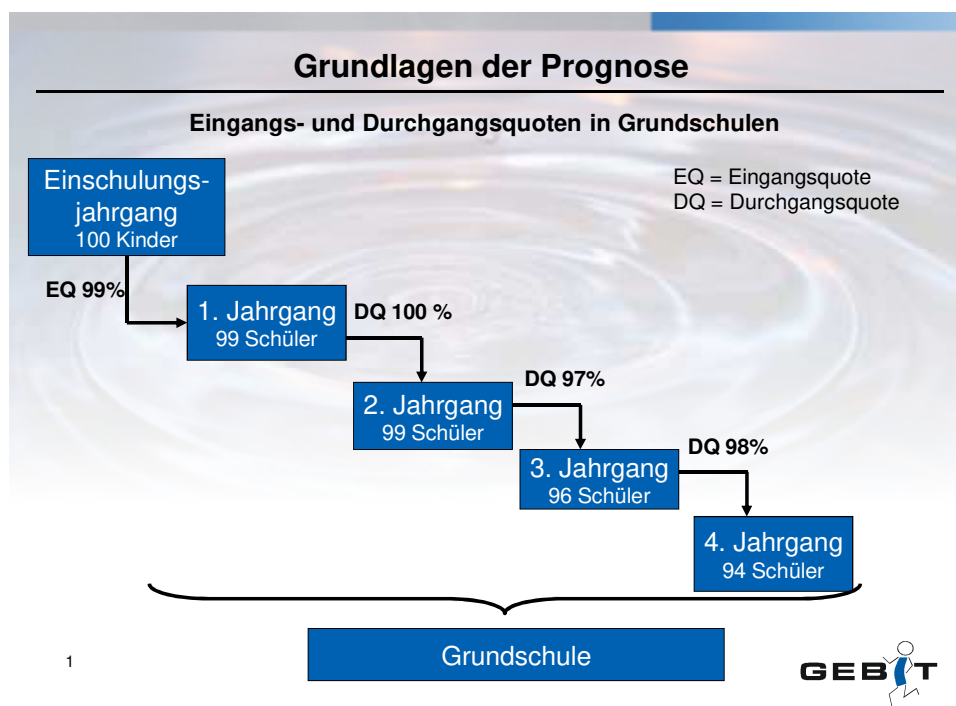 Grundlagen der Prognose
Eingangs- und Durchgangsquoten in Grundschulen
Einschulungs-
jahrgang
100 Kinder
EQ = Eingangsquote
DQ = Durchgangsquote
EQ 99%
1. Jahrgang
99 Schüler
DQ 100 %
2. Jahrgang
99 Schüler
DQ 97%
3. Jahrgang
96 Schüler
DQ 98%
4. Jahrgang
94 Schüler
Grundschule
1
GEBIT